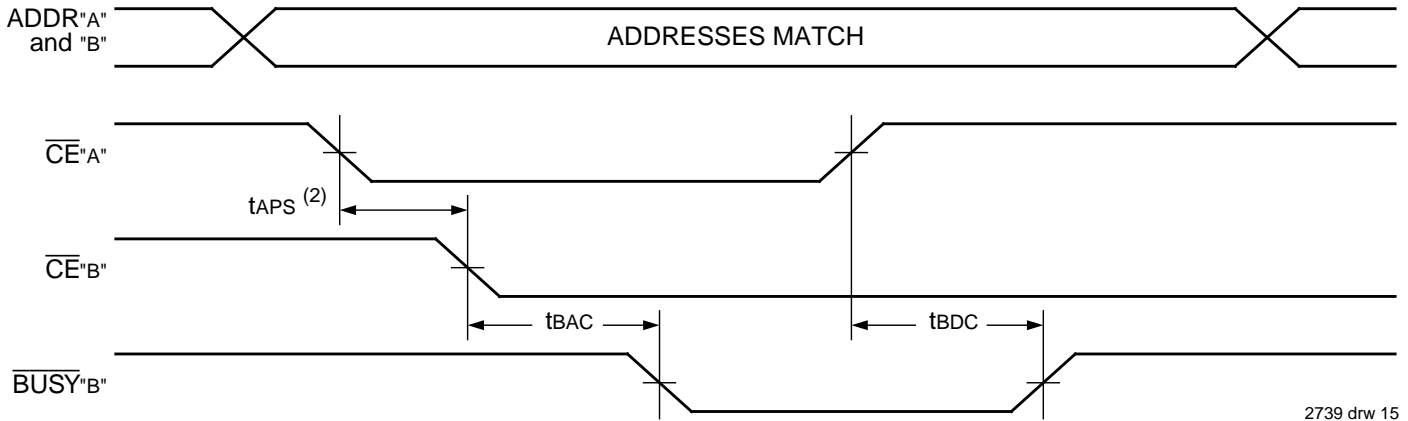 ADDR"A"
and "B"
ADDRESSES MATCH
CE"A"
tAPS (2)
CE"B"
tBAC
tBDC
BUSY"B"
2739 drw 15